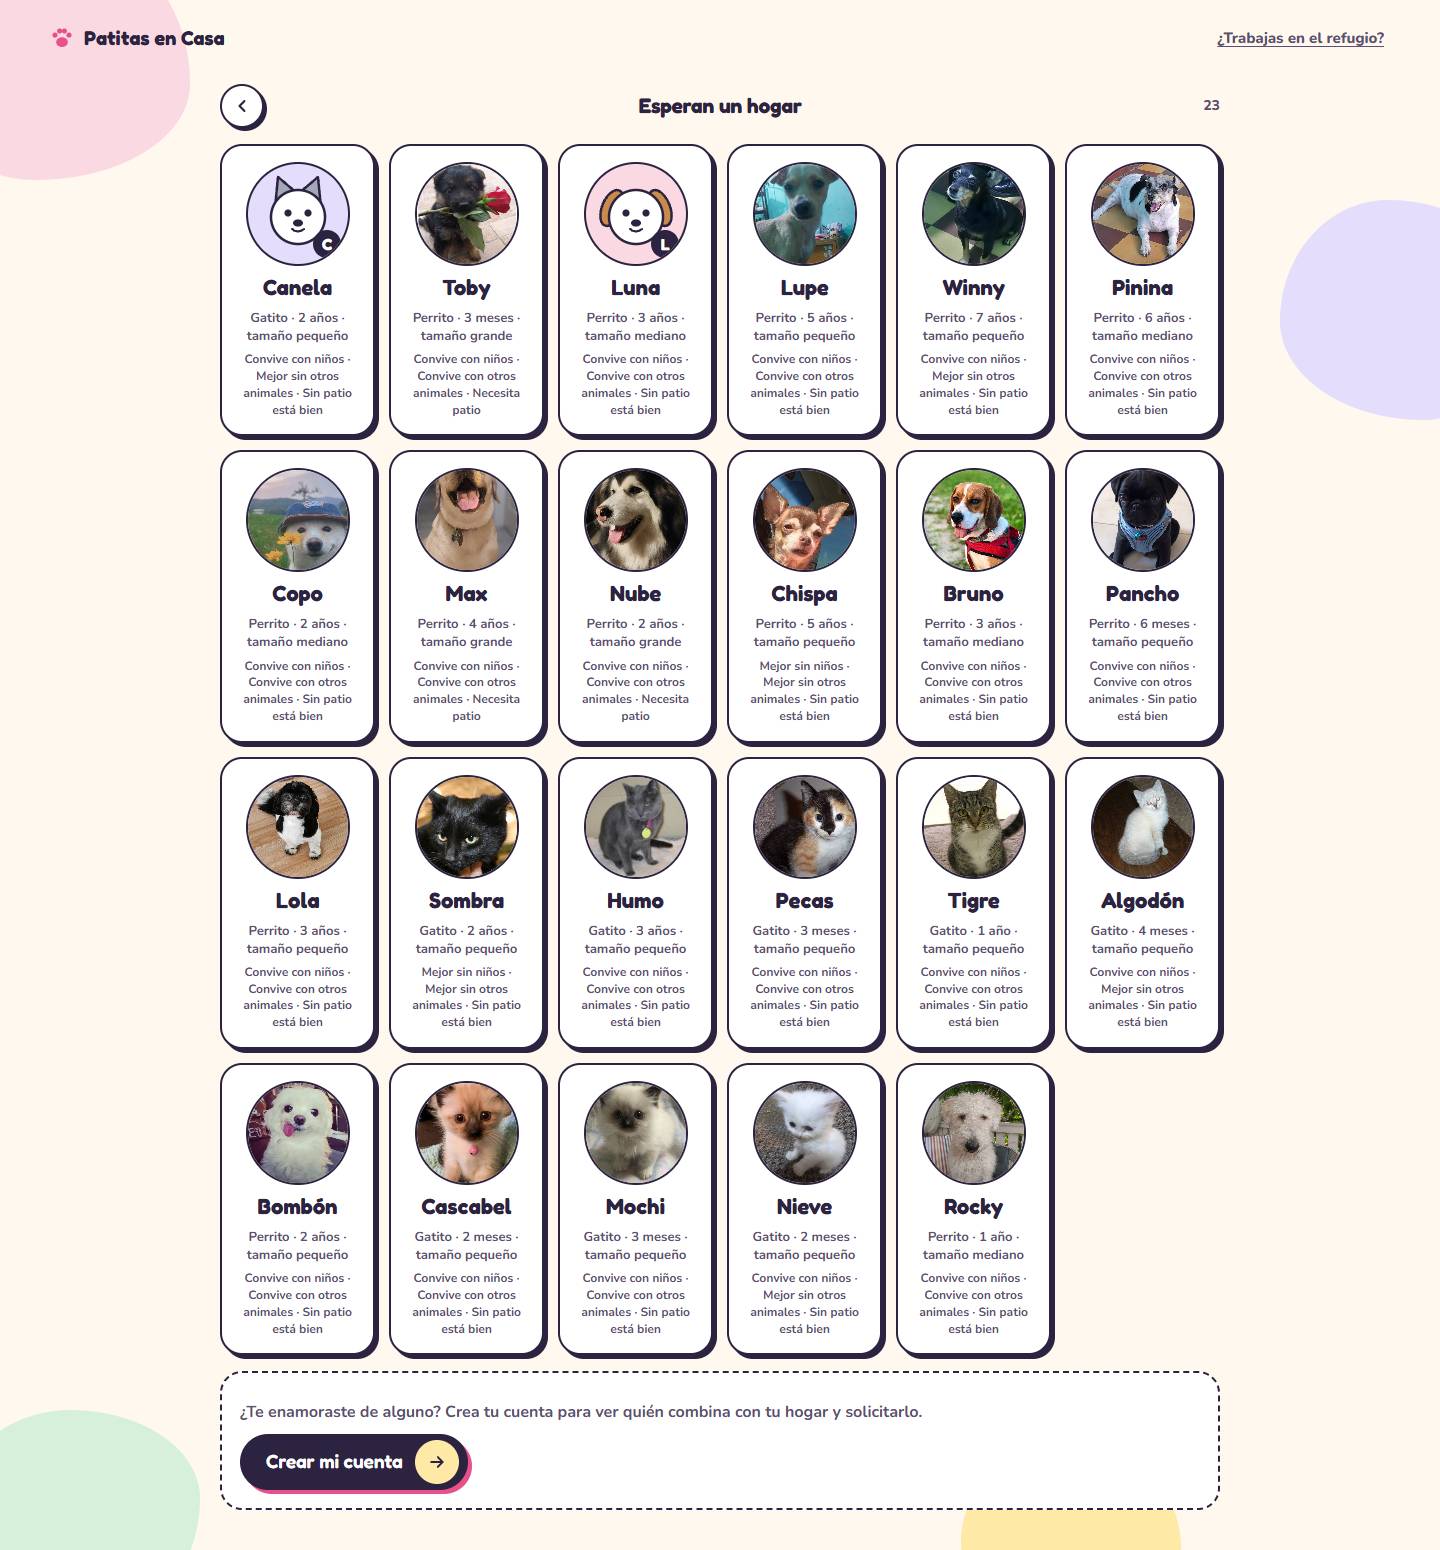 Patitas en Casa
¿Trabajas en el refugio?
Esperan un hogar
23
C
Canela
Gatito · 2 años ·
tamaño pequeño
Convive con niños ·
Mejor sin otros
animales · Sin patio
está bien
Toby
Perrito · 3 meses ·
tamaño grande
Convive con niños ·
Convive con otros
animales · Necesita
patio
L
Luna
Perrito · 3 años ·
tamaño mediano
Convive con niños ·
Convive con otros
animales · Sin patio
está bien
Lupe
Perrito · 5 años ·
tamaño pequeño
Convive con niños ·
Convive con otros
animales · Sin patio
está bien
Winny
Perrito · 7 años ·
tamaño pequeño
Convive con niños ·
Mejor sin otros
animales · Sin patio
está bien
Pinina
Perrito · 6 años ·
tamaño mediano
Convive con niños ·
Convive con otros
animales · Sin patio
está bien
Copo
Perrito · 2 años ·
tamaño mediano
Convive con niños ·
Convive con otros
animales · Sin patio
está bien
Max
Perrito · 4 años ·
tamaño grande
Convive con niños ·
Convive con otros
animales · Necesita
patio
Nube
Perrito · 2 años ·
tamaño grande
Convive con niños ·
Convive con otros
animales · Necesita
patio
Chispa
Perrito · 5 años ·
tamaño pequeño
Mejor sin niños ·
Mejor sin otros
animales · Sin patio
está bien
Bruno
Perrito · 3 años ·
tamaño mediano
Convive con niños ·
Convive con otros
animales · Sin patio
está bien
Pancho
Perrito · 6 meses ·
tamaño pequeño
Convive con niños ·
Convive con otros
animales · Sin patio
está bien
Lola
Perrito · 3 años ·
tamaño pequeño
Convive con niños ·
Convive con otros
animales · Sin patio
está bien
Sombra
Gatito · 2 años ·
tamaño pequeño
Mejor sin niños ·
Mejor sin otros
animales · Sin patio
está bien
Humo
Gatito · 3 años ·
tamaño pequeño
Convive con niños ·
Convive con otros
animales · Sin patio
está bien
Pecas
Gatito · 3 meses ·
tamaño pequeño
Convive con niños ·
Convive con otros
animales · Sin patio
está bien
Tigre
Gatito · 1 año ·
tamaño pequeño
Convive con niños ·
Convive con otros
animales · Sin patio
está bien
Algodón
Gatito · 4 meses ·
tamaño pequeño
Convive con niños ·
Mejor sin otros
animales · Sin patio
está bien
Bombón
Perrito · 2 años ·
tamaño pequeño
Convive con niños ·
Convive con otros
animales · Sin patio
está bien
Cascabel
Gatito · 2 meses ·
tamaño pequeño
Convive con niños ·
Convive con otros
animales · Sin patio
está bien
Mochi
Gatito · 3 meses ·
tamaño pequeño
Convive con niños ·
Convive con otros
animales · Sin patio
está bien
Nieve
Gatito · 2 meses ·
tamaño pequeño
Convive con niños ·
Mejor sin otros
animales · Sin patio
está bien
Rocky
Perrito · 1 año ·
tamaño mediano
Convive con niños ·
Convive con otros
animales · Sin patio
está bien
¿Te enamoraste de alguno? Crea tu cuenta para ver quién combina con tu hogar y solicitarlo.
Crear mi cuenta